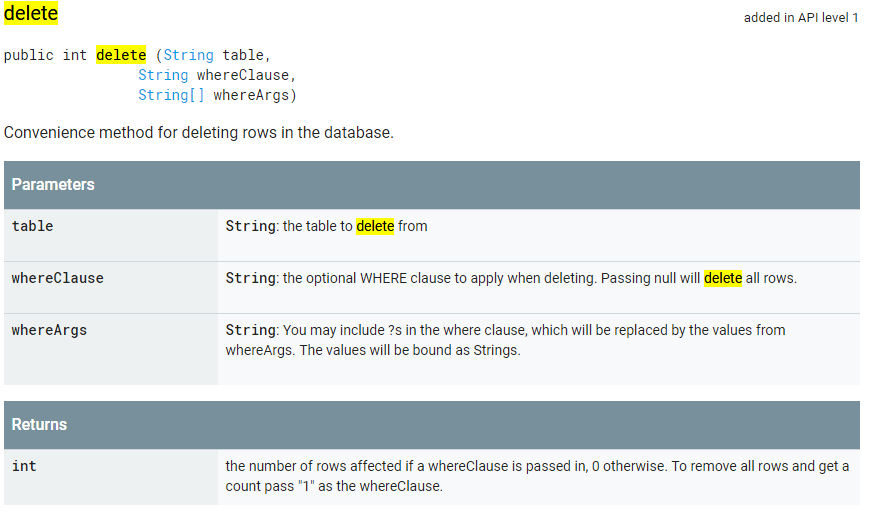 delete
added in API level 1
public int delete (String table,
String whereClause,
String[] whereArgs)
Convenience method for deleting rows in the database.
Parameters
table
String: the table to delete from
whereClause
String: the optional WHERE clause to apply when deleting. Passing null will delete all rows.
whereArgs
String: You may include ?s in the where clause, which will be replaced by the values from
whereArgs. The values will be bound as Strings.
Returns
int
the number of rows affected if a whereClause is passed in, 0 otherwise. To remove all rows and get a
count pass "1" as the whereClause.